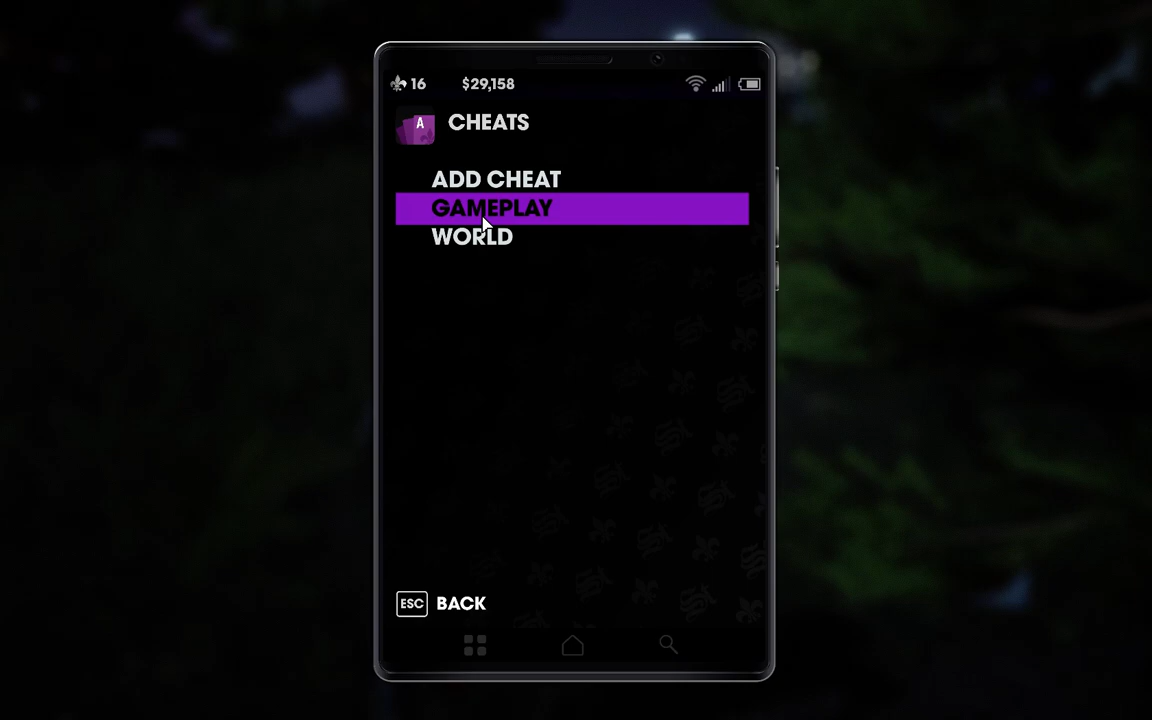 16 $29,158
A
CHEATS
ADD CHEAT
GAMEPLAY
WORLD
ESC BACK